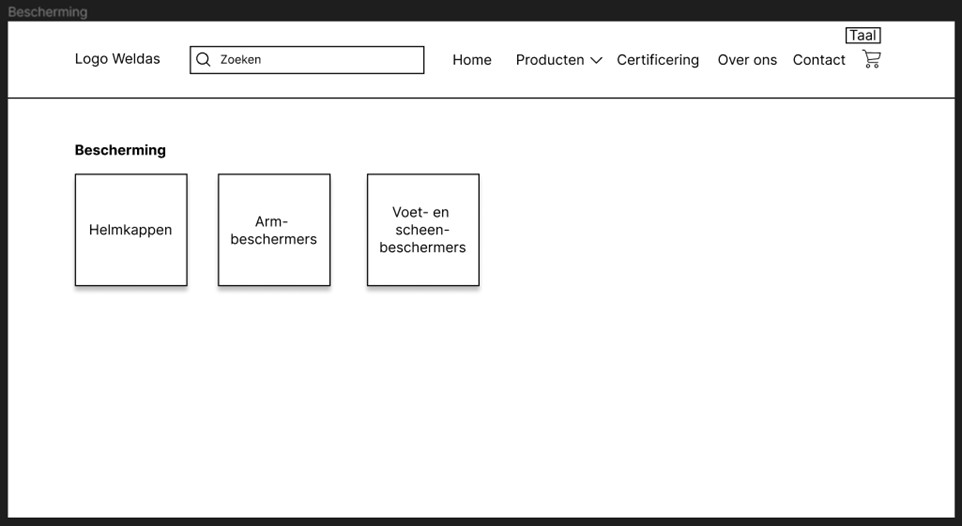 Bescherming
Taal
Logo Weldas
Zoeken
Home
Producten
Certificering
Over ons
Contact
Bescherming
Helmkappen
Arm-
beschermers
Voet- en
scheen-
beschermers